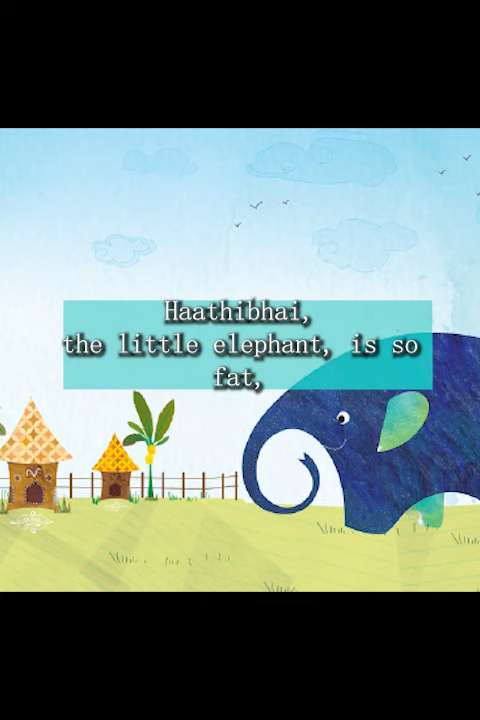 Haathibhai,
the little elephant, is so
fat,